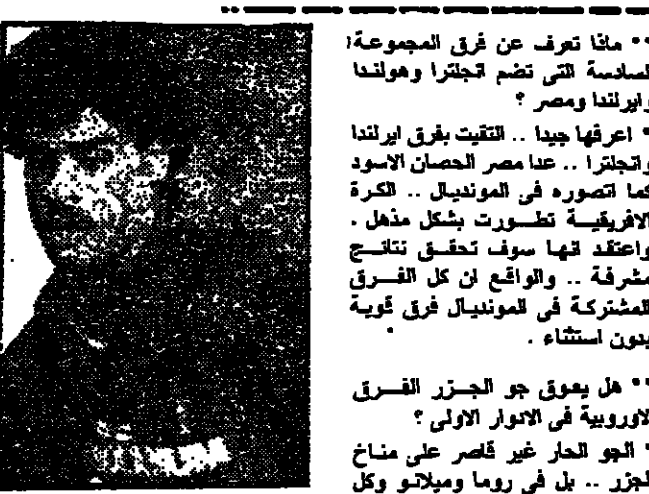 ** ماذا تعرف عن فرق المجموعة
السادسة التى تضم انجلترا وهولندا
وايرلندا ومصر ؟
* اعرفها جيدا .. التقيت بفرق ايرلندا
وانجلترا .. عدا مصر الحصان الاسود
كما اتصوره فى المونديال .. الكرة
الافريقية تطورت بشكل مذهل .
واعتقد انها سوف تحقق نتائج
مشرفة .. والواقع ان كل الفرق
المشتركة فى المونديال فرق قوية
بدون استثناء .
** هل يعوق جو الجزر الفرق
الاوروبية فى الادوار الاولى ؟
* الجو الحار غير قاصر على مناخ
الجزر .. بل فى روما وميلانو وكل